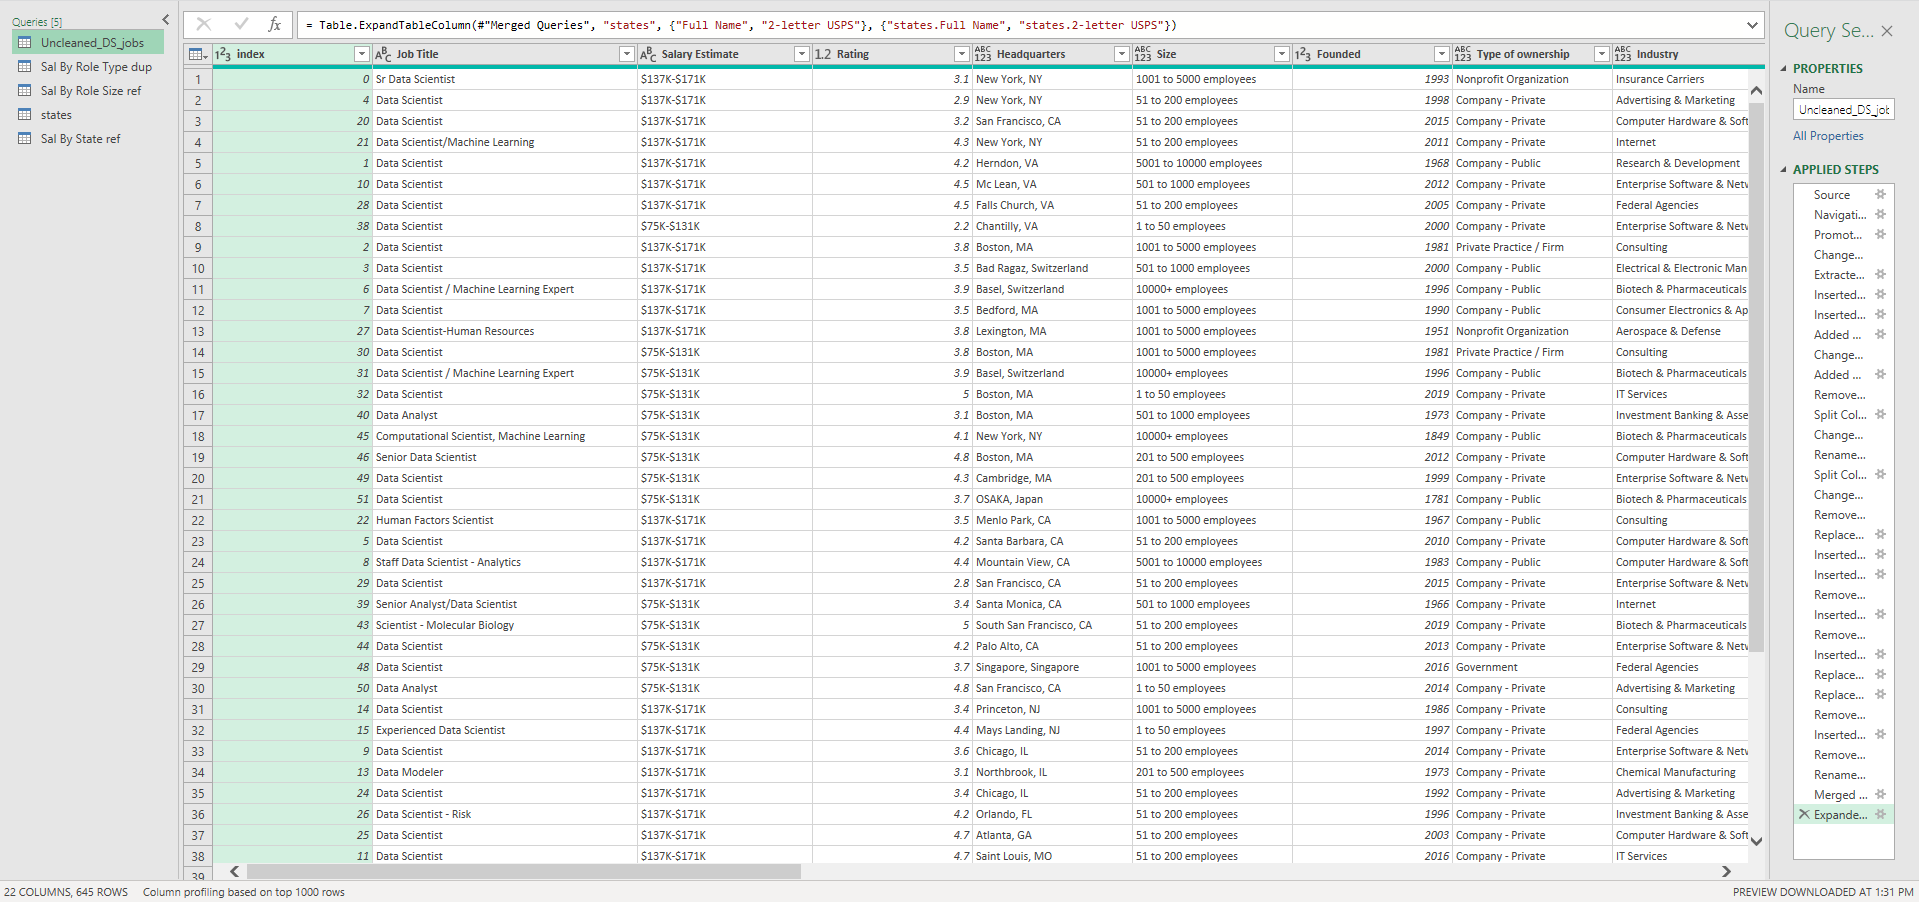 Queries [5]
Uncleaned_DS_jobs
Sal By Role Type dup
Sal By Role Size ref
states
Sal By State ref
fx = Table.ExpandTableColumn(#"Merged Queries", "states", {"Full Name", "2-letter USPS"}, {"states.Full Name", "states.2-letter USPS"})
1 2 3 index A B C Job Title A B C Salary Estimate 1.2 Rating ABC 123 Headquarters ABC 123 Size 1 2 3 Founded ABC 123 Type of ownership ABC 123 Industry
1 0 Sr Data Scientist $137K-$171K 3.1 New York, NY 1001 to 5000 employees 1993 Nonprofit Organization Insurance Carriers
2 4 Data Scientist $137K-$171K 2.9 New York, NY 51 to 200 employees 1998 Company - Private Advertising & Marketing
3 20 Data Scientist $137K-$171K 3.2 San Francisco, CA 51 to 200 employees 2015 Company - Private Computer Hardware & Soft
4 21 Data Scientist/Machine Learning $137K-$171K 4.3 New York, NY 51 to 200 employees 2011 Company - Private Internet
5 1 Data Scientist $137K-$171K 4.2 Herndon, VA 5001 to 10000 employees 1968 Company - Public Research & Development
6 10 Data Scientist $137K-$171K 4.5 Mc Lean, VA 501 to 1000 employees 2012 Company - Private Enterprise Software & Netw
7 28 Data Scientist $137K-$171K 4.5 Falls Church, VA 51 to 200 employees 2005 Company - Private Federal Agencies
8 38 Data Scientist $75K-$131K 2.2 Chantilly, VA 1 to 50 employees 2000 Company - Private Enterprise Software & Netw
9 2 Data Scientist $137K-$171K 3.8 Boston, MA 1001 to 5000 employees 1981 Private Practice / Firm Consulting
10 3 Data Scientist $137K-$171K 3.5 Bad Ragaz, Switzerland 501 to 1000 employees 2000 Company - Public Electrical & Electronic Man
11 6 Data Scientist / Machine Learning Expert $137K-$171K 3.9 Basel, Switzerland 10000+ employees 1996 Company - Public Biotech & Pharmaceuticals
12 7 Data Scientist $137K-$171K 3.5 Bedford, MA 1001 to 5000 employees 1990 Company - Public Consumer Electronics & Ap
13 27 Data Scientist-Human Resources $137K-$171K 3.8 Lexington, MA 1001 to 5000 employees 1951 Nonprofit Organization Aerospace & Defense
14 30 Data Scientist $75K-$131K 3.8 Boston, MA 1001 to 5000 employees 1981 Private Practice / Firm Consulting
15 31 Data Scientist / Machine Learning Expert $75K-$131K 3.9 Basel, Switzerland 10000+ employees 1996 Company - Public Biotech & Pharmaceuticals
16 32 Data Scientist $75K-$131K 5 Boston, MA 1 to 50 employees 2019 Company - Private IT Services
17 40 Data Analyst $75K-$131K 3.1 Boston, MA 501 to 1000 employees 1973 Company - Private Investment Banking & Asse
18 45 Computational Scientist, Machine Learning $75K-$131K 4.1 New York, NY 10000+ employees 1849 Company - Public Biotech & Pharmaceuticals
19 46 Senior Data Scientist $75K-$131K 4.8 Boston, MA 201 to 500 employees 2012 Company - Private Computer Hardware & Soft
20 49 Data Scientist $75K-$131K 4.3 Cambridge, MA 201 to 500 employees 1999 Company - Private Enterprise Software & Netw
21 51 Data Scientist $75K-$131K 3.7 OSAKA, Japan 10000+ employees 1781 Company - Public Biotech & Pharmaceuticals
22 22 Human Factors Scientist $137K-$171K 3.5 Menlo Park, CA 1001 to 5000 employees 1967 Company - Public Consulting
23 5 Data Scientist $137K-$171K 4.2 Santa Barbara, CA 51 to 200 employees 2010 Company - Private Computer Hardware & Soft
24 8 Staff Data Scientist - Analytics $137K-$171K 4.4 Mountain View, CA 5001 to 10000 employees 1983 Company - Public Computer Hardware & Soft
25 29 Data Scientist $137K-$171K 2.8 San Francisco, CA 51 to 200 employees 2015 Company - Private Enterprise Software & Netw
26 39 Senior Analyst/Data Scientist $75K-$131K 3.4 Santa Monica, CA 501 to 1000 employees 1966 Company - Private Internet
27 43 Scientist - Molecular Biology $75K-$131K 5 South San Francisco, CA 51 to 200 employees 2019 Company - Private Biotech & Pharmaceuticals
28 44 Data Scientist $75K-$131K 4.2 Palo Alto, CA 51 to 200 employees 2013 Company - Private Enterprise Software & Netw
29 48 Data Scientist $75K-$131K 3.7 Singapore, Singapore 1001 to 5000 employees 2016 Government Federal Agencies
30 50 Data Analyst $75K-$131K 4.8 San Francisco, CA 1 to 50 employees 2014 Company - Private Advertising & Marketing
31 14 Data Scientist $137K-$171K 3.4 Princeton, NJ 1001 to 5000 employees 1986 Company - Private Consulting
32 15 Experienced Data Scientist $137K-$171K 4.4 Mays Landing, NJ 1 to 50 employees 1997 Company - Private Federal Agencies
33 9 Data Scientist $137K-$171K 3.6 Chicago, IL 51 to 200 employees 2014 Company - Private Enterprise Software & Netw
34 13 Data Modeler $137K-$171K 3.1 Northbrook, IL 201 to 500 employees 1973 Company - Private Chemical Manufacturing
35 24 Data Scientist $137K-$171K 3.4 Chicago, IL 51 to 200 employees 1992 Company - Private Advertising & Marketing
36 26 Data Scientist - Risk $137K-$171K 4.2 Orlando, FL 51 to 200 employees 1996 Company - Private Investment Banking & Asse
37 25 Data Scientist $137K-$171K 4.7 Atlanta, GA 51 to 200 employees 2003 Company - Private Computer Hardware & Soft
38 11 Data Scientist $137K-$171K 4.7 Saint Louis, MO 51 to 200 employees 2016 Company - Private IT Services
39
Query Se...
PROPERTIES
Name
Uncleaned_DS_jot
All Properties
APPLIED STEPS
Source
Navigati...
Promot...
Change...
Extracte...
Inserted...
Inserted...
Added ...
Change...
Added ...
Remove...
Split Col...
Change...
Rename...
Split Col...
Change...
Remove...
Replace...
Inserted...
Inserted...
Remove...
Inserted...
Remove...
Inserted...
Replace...
Replace...
Remove...
Inserted...
Remove...
Rename...
Merged ...
Expande...
22 COLUMNS, 645 ROWS Column profiling based on top 1000 rows PREVIEW DOWNLOADED AT 1:31 PM